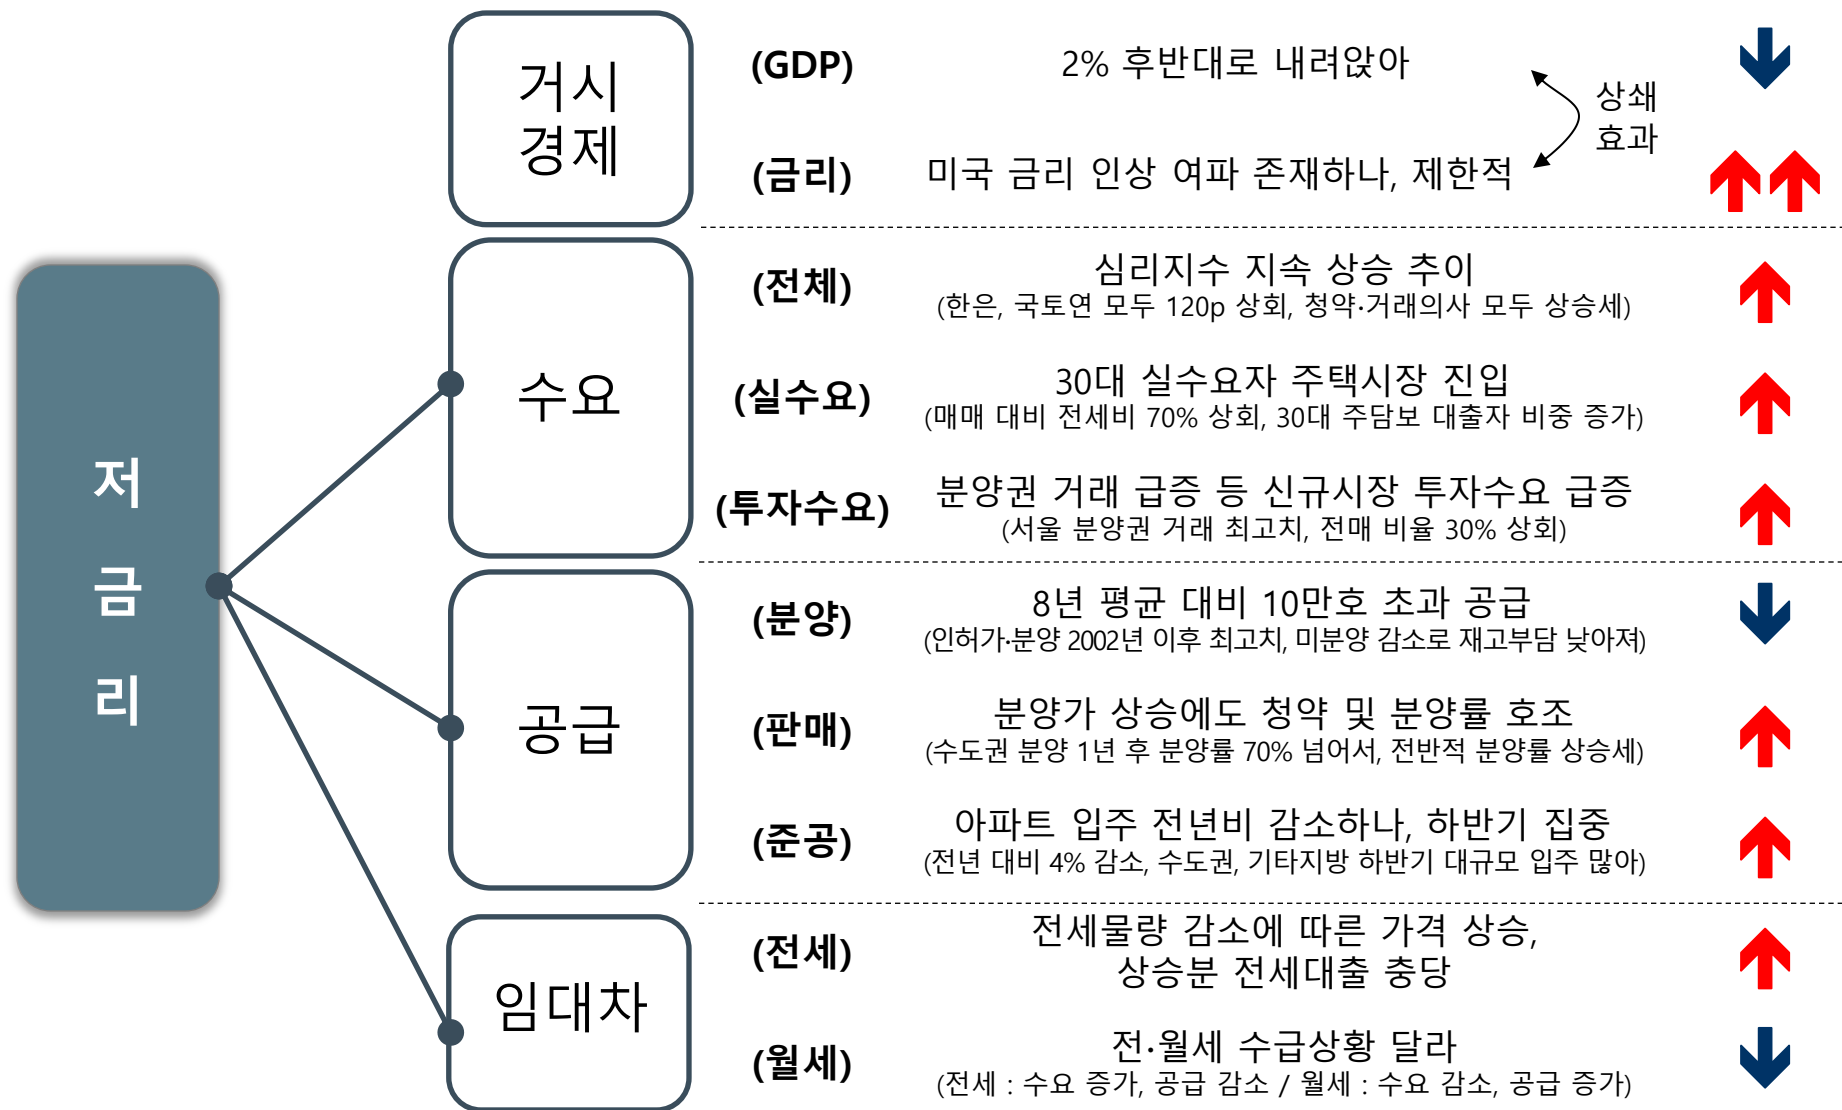 저
금
리
거시
경제
(GDP)
2% 후반대로 내려앉아
상쇄
효과
(금리)
미국 금리 인상 여파 존재하나, 제한적
수요
(전체)
심리지수 지속 상승 추이
(한은, 국토연 모두 120p 상회, 청약·거래의사 모두 상승세)
(실수요)
30대 실수요자 주택시장 진입
(매매 대비 전세비 70% 상회, 30대 주담보 대출자 비중 증가)
(투자수요)
분양권 거래 급증 등 신규시장 투자수요 급증
(서울 분양권 거래 최고치, 전매 비율 30% 상회)
공급
(분양)
8년 평균 대비 10만호 초과 공급
(인허가·분양 2002년 이후 최고치, 미분양 감소로 재고부담 낮아져)
(판매)
분양가 상승에도 청약 및 분양률 호조
(수도권 분양 1년 후 분양률 70% 넘어서, 전반적 분양률 상승세)
(준공)
아파트 입주 전년비 감소하나, 하반기 집중
(전년 대비 4% 감소, 수도권, 기타지방 하반기 대규모 입주 많아)
임대차
(전세)
전세물량 감소에 따른 가격 상승,
상승분 전세대출 충당
(월세)
전·월세 수급상황 달라
(전세 : 수요 증가, 공급 감소 / 월세 : 수요 감소, 공급 증가)